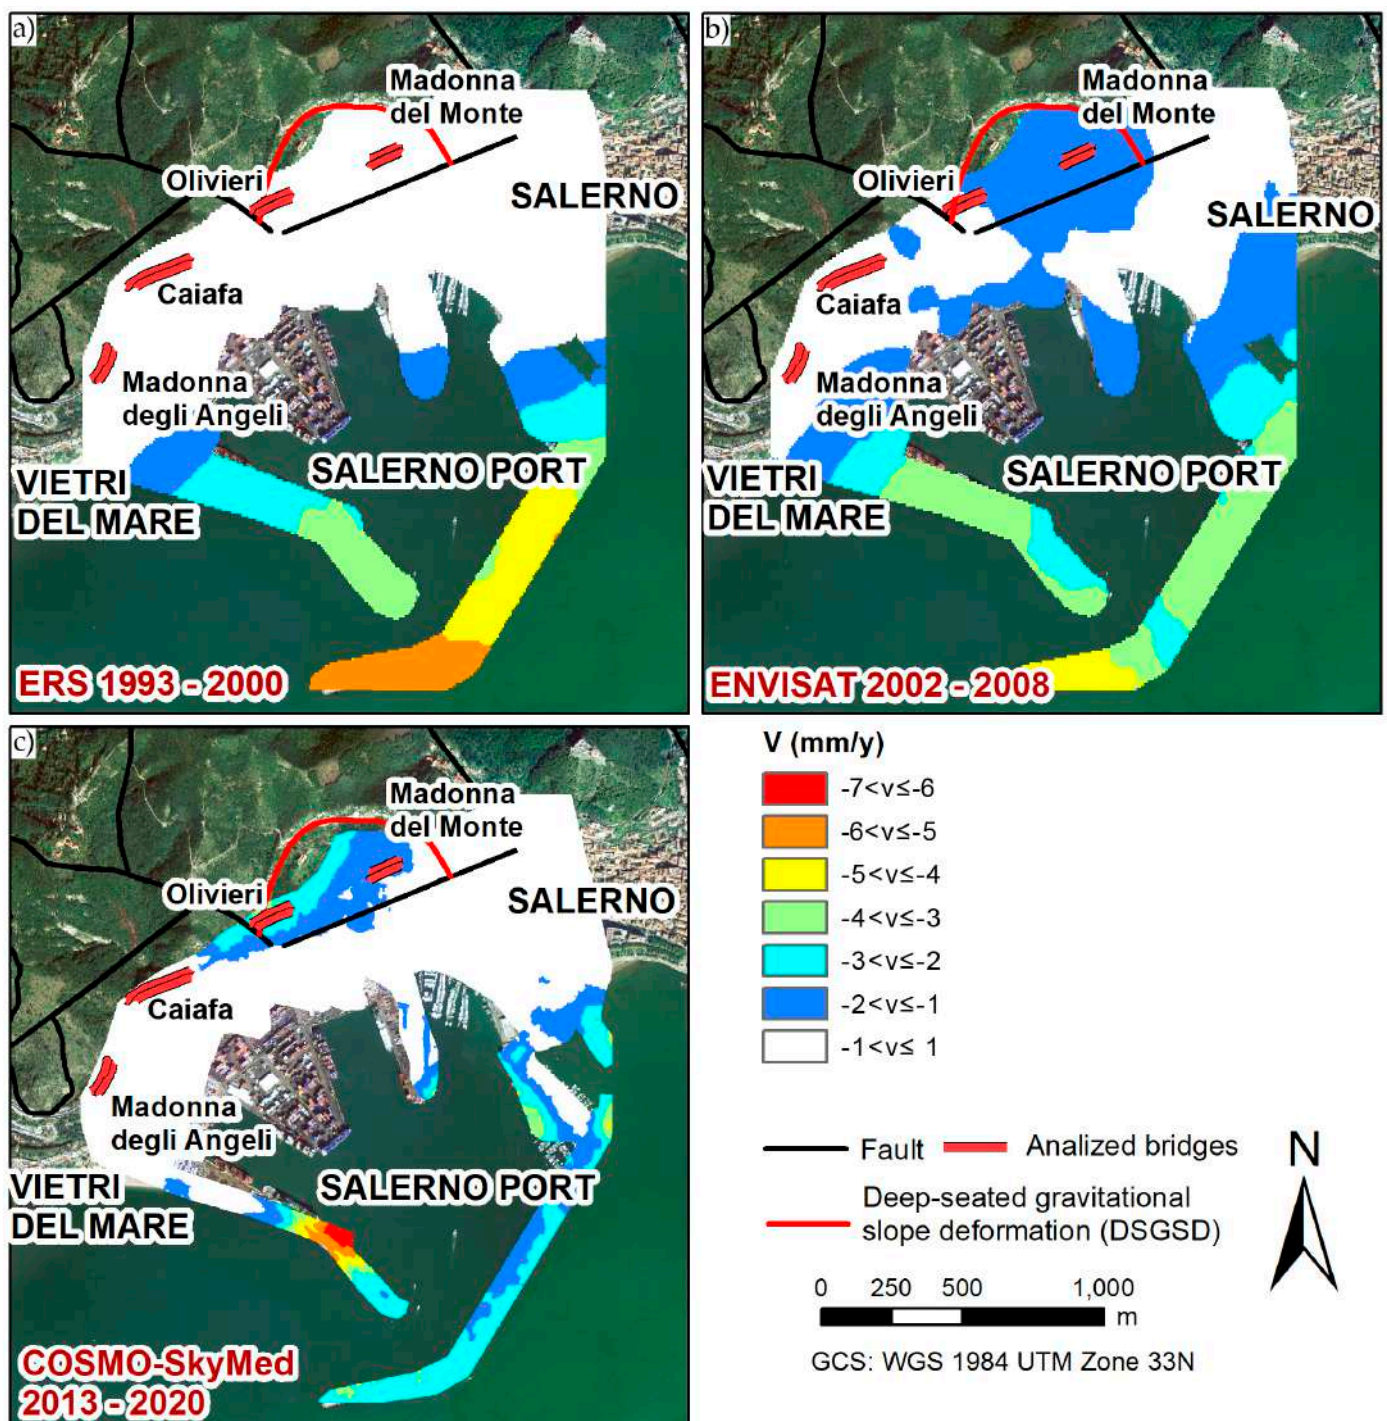 a)
Madonna
del Monte
Olivieri
SALERNO
Caiafa
Madonna
degli Angeli
SALERNO PORT
VIETRI
DEL MARE
ERS 1993 - 2000
b)
Madonna
del Monte
Olivieri
SALERNO
Caiafa
Madonna
degli Angeli
SALERNO PORT
VIETRI
DEL MARE
ENVISAT 2002 - 2008
c)
Madonna
del Monte
Olivieri
SALERNO
Caiafa
Madonna
degli Angeli
VIETRI
DEL MARE
SALERNO PORT
COSMO-SkyMed
2013 - 2020
V (mm/y)
-7<v≤-6
-6<v≤-5
-5<v≤-4
-4<v≤-3
-3<v≤-2
-2<v≤-1
-1<v≤ 1
Fault
Analized bridges
Deep-seated gravitational
slope deformation (DSGSD)
N
0 250 500 1,000
m
GCS: WGS 1984 UTM Zone 33N